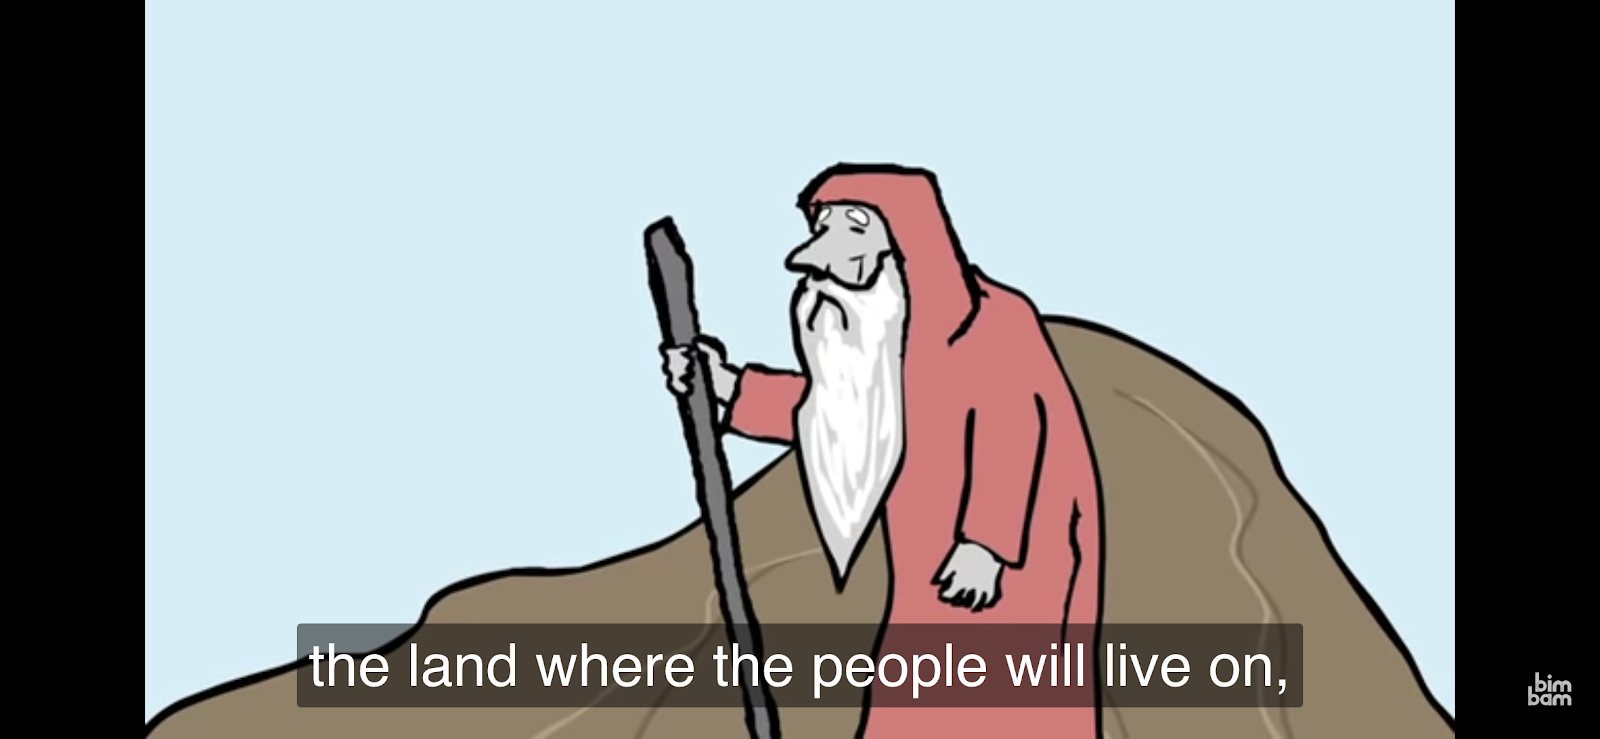 the land where the people will live on,
bim
bam